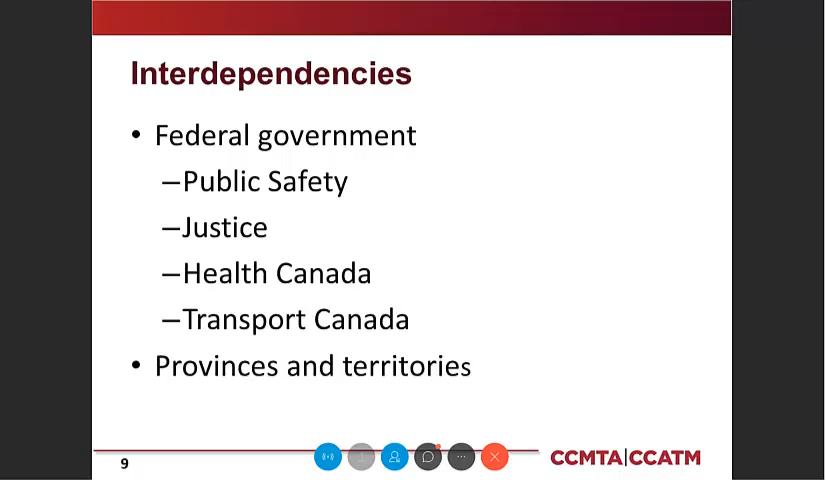 Interdependencies
• Federal government
–Public Safety
–Justice
–Health Canada
–Transport Canada
• Provinces and territories
9
CCMTA|CCATM